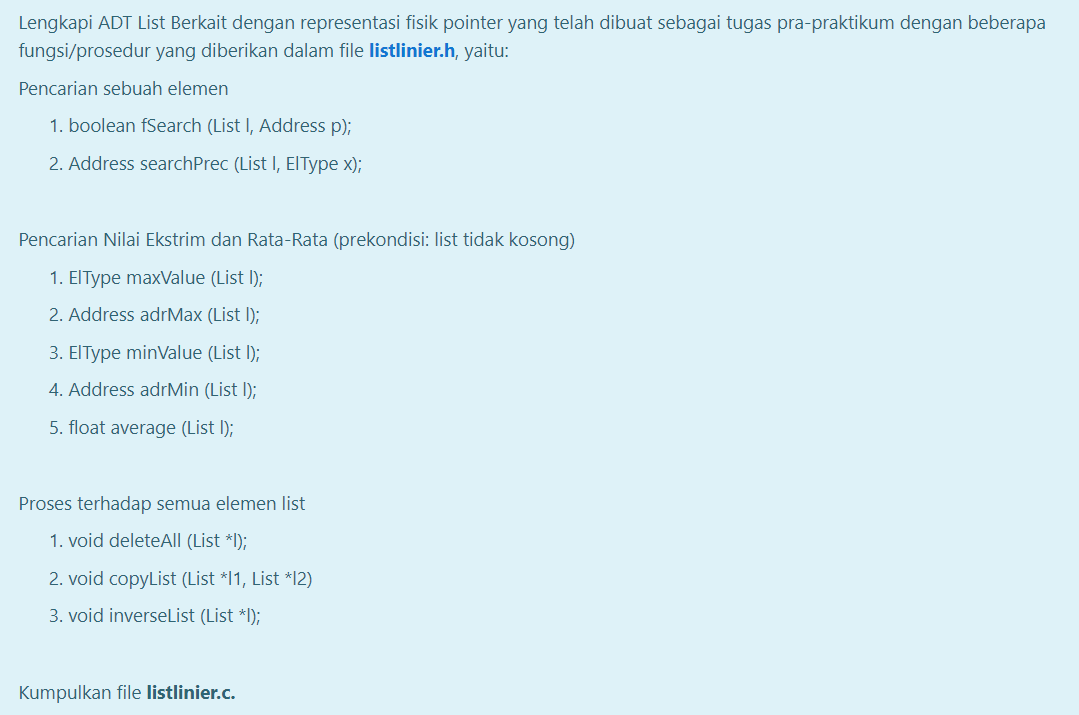 Lengkapi ADT List Berkait dengan representasi fisik pointer yang telah dibuat sebagai tugas pra-praktikum dengan beberapa
fungsi/prosedur yang diberikan dalam file listlinier.h, yaitu:
Pencarian sebuah elemen
1. boolean fSearch (List l, Address p);
2. Address searchPrec (List l, ElType x);
Pencarian Nilai Ekstrim dan Rata-Rata (prekondisi: list tidak kosong)
1. ElType maxValue (List l);
2. Address adrMax (List l);
3. ElType minValue (List l);
4. Address adrMin (List l);
5. float average (List l);
Proses terhadap semua elemen list
1. void deleteAll (List *l);
2. void copyList (List *l1, List *l2)
3. void inverseList (List *l);
Kumpulkan file listlinier.c.